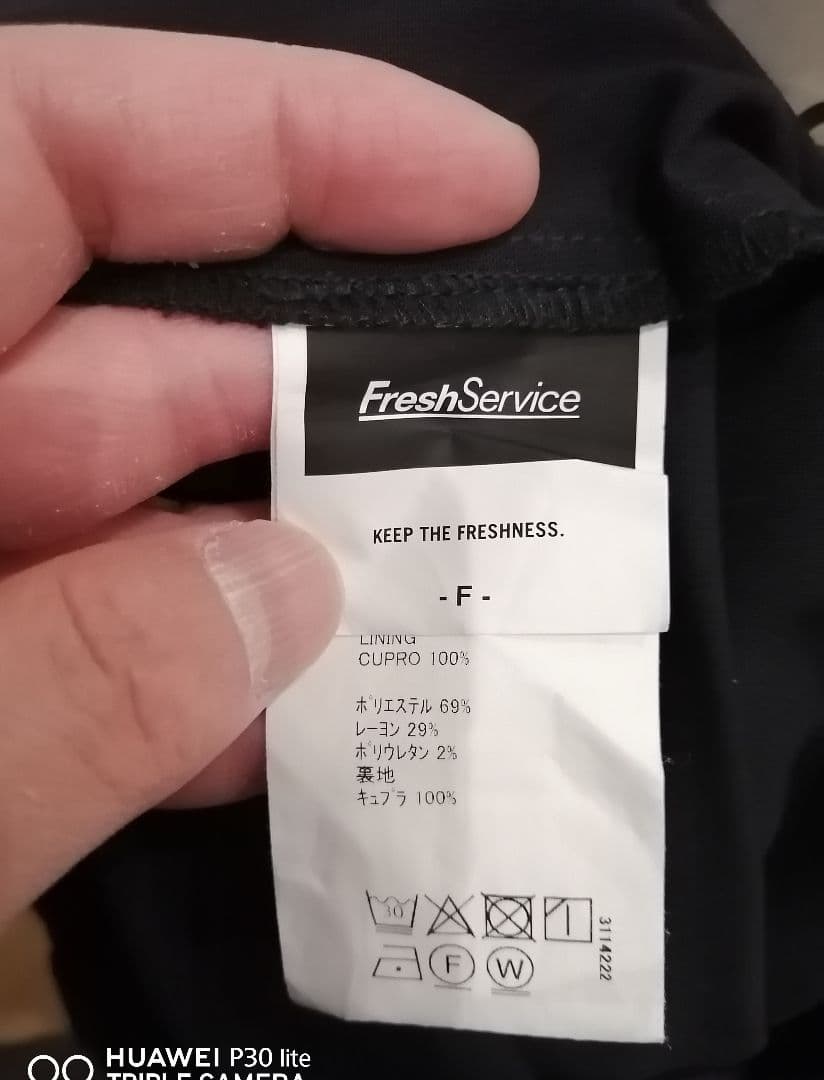 FreshService
KEEP THE FRESHNESS.
- F -
LINING
CUPRO 100%
ポリエステル 69%
レーヨン 29%
ポリウレタン 2%
裏地
キュプラ 100%
30
F W
3114222
HUAWEI P30 lite
TRIPLE CAMERA